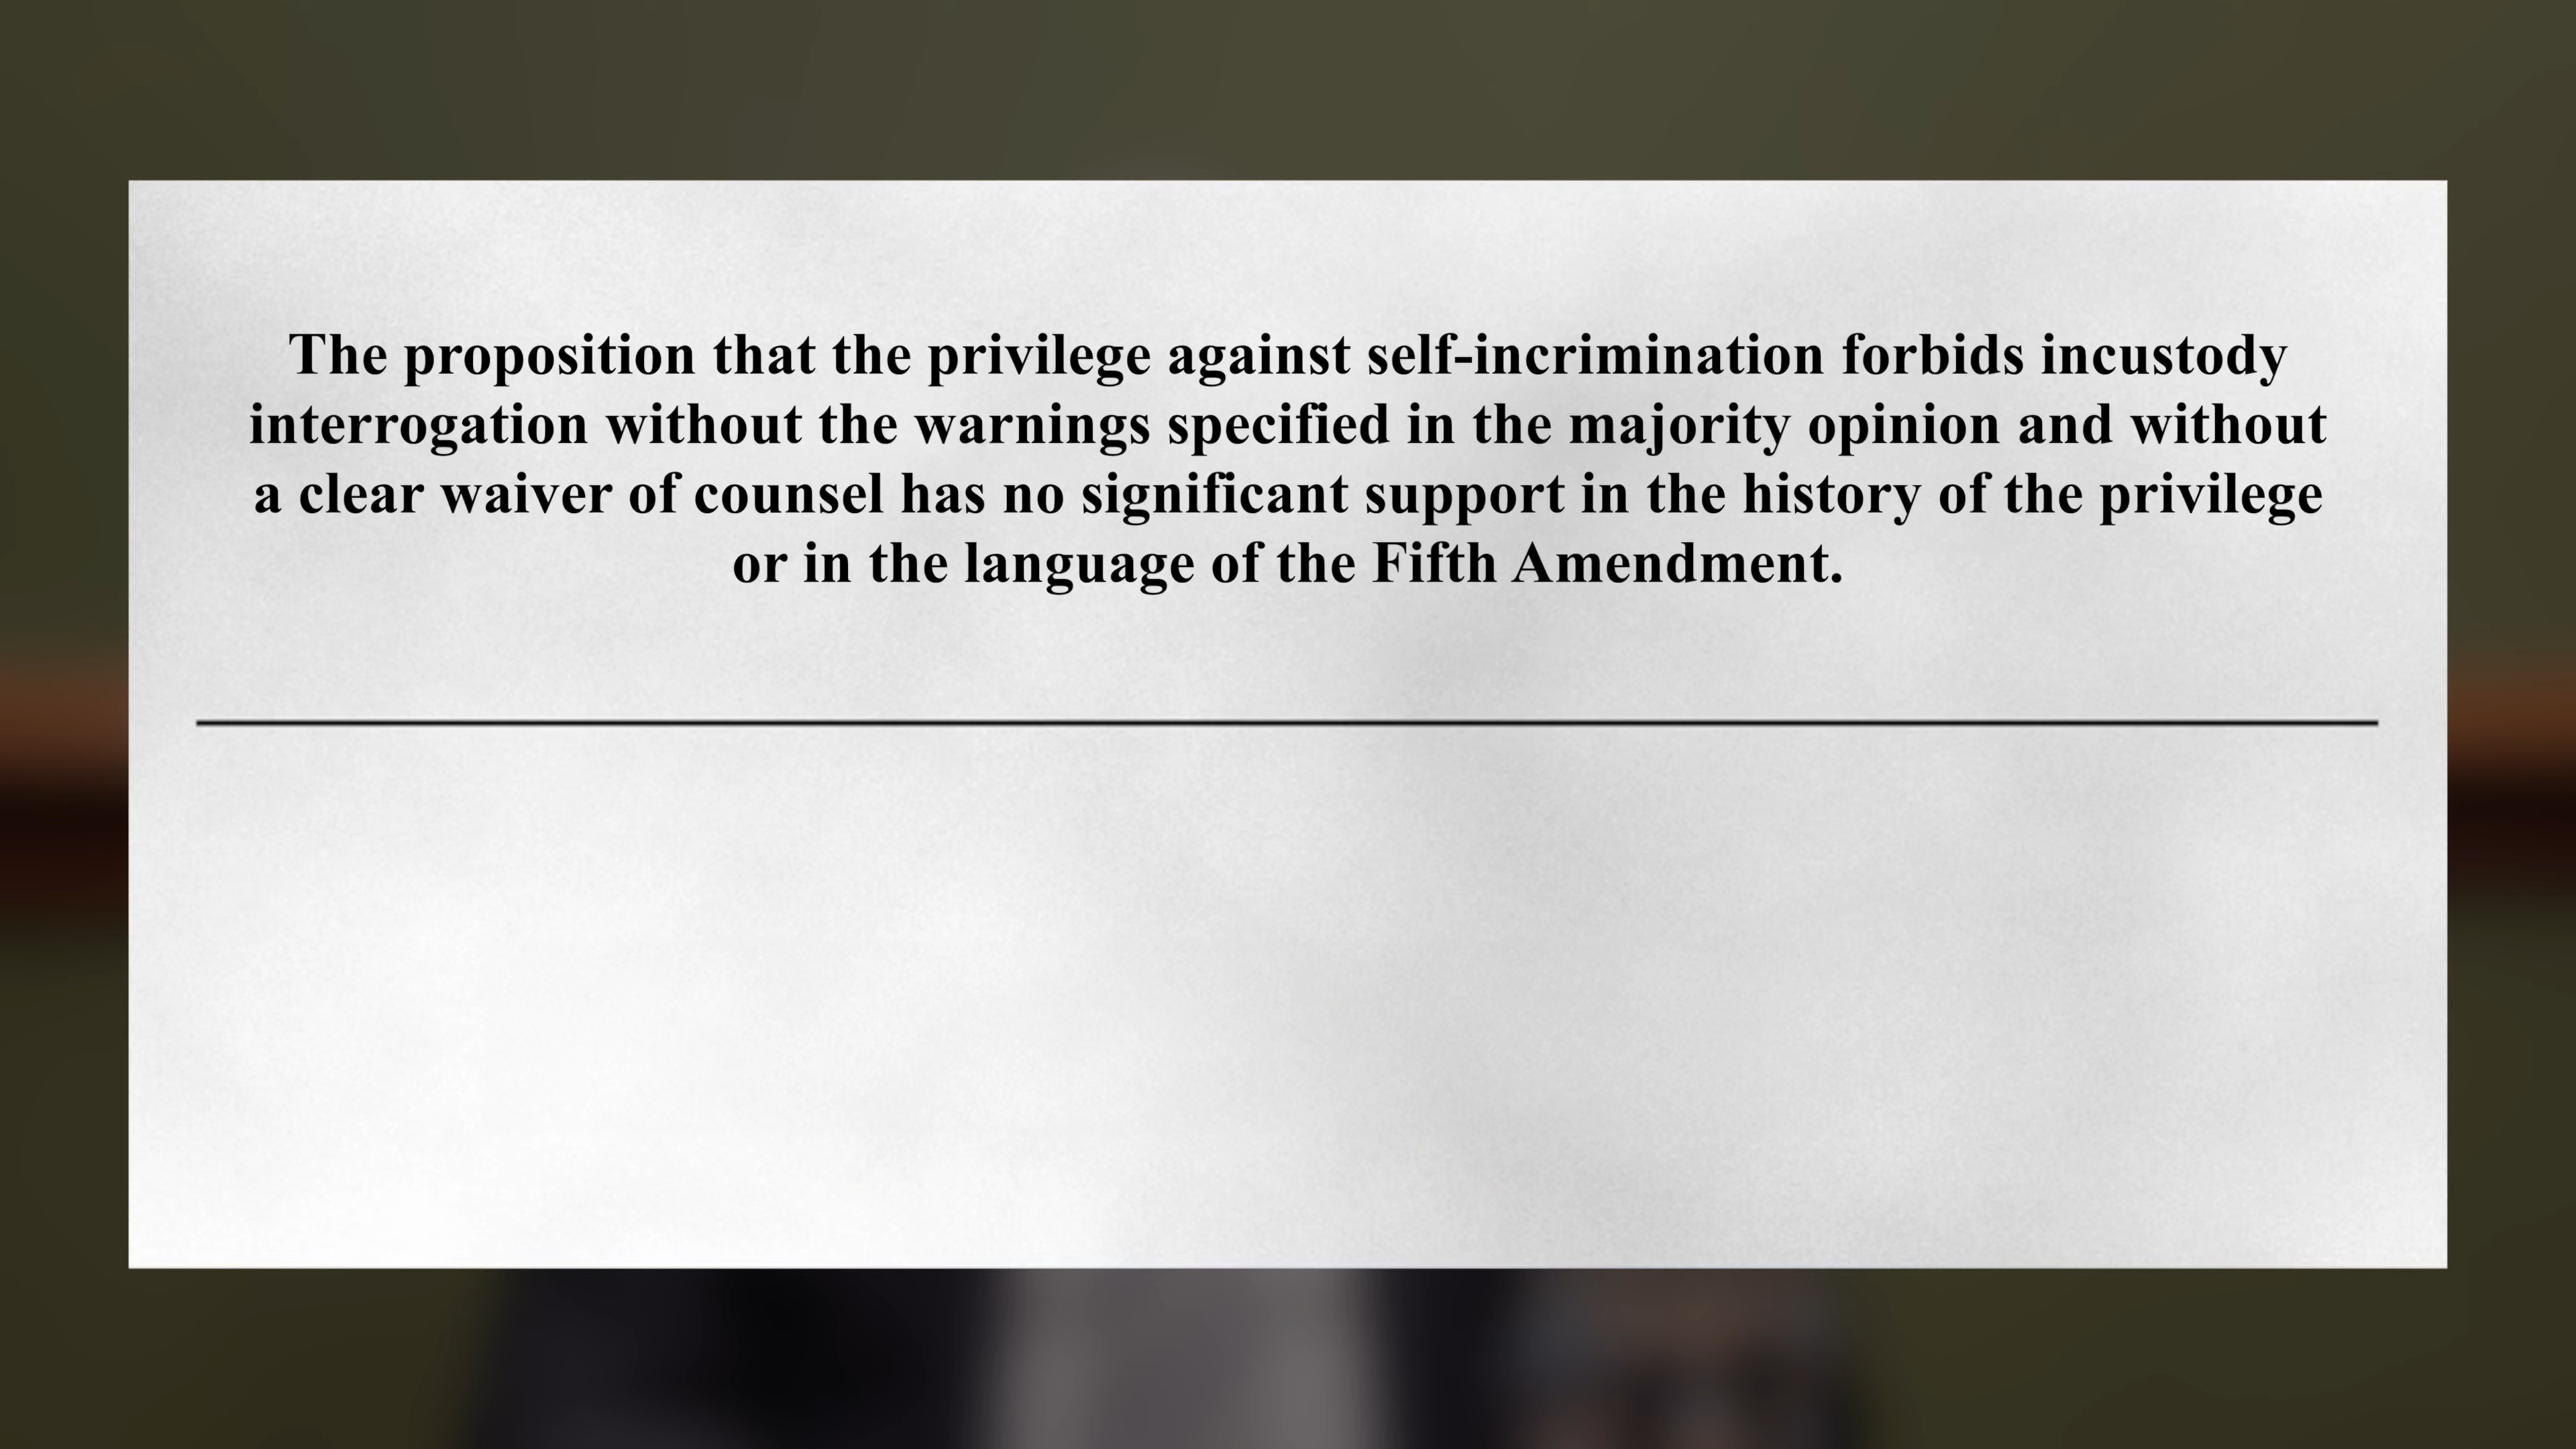 The proposition that the privilege against self-incrimination forbids incustody
interrogation without the warnings specified in the majority opinion and without
a clear waiver of counsel has no significant support in the history of the privilege
or in the language of the Fifth Amendment.